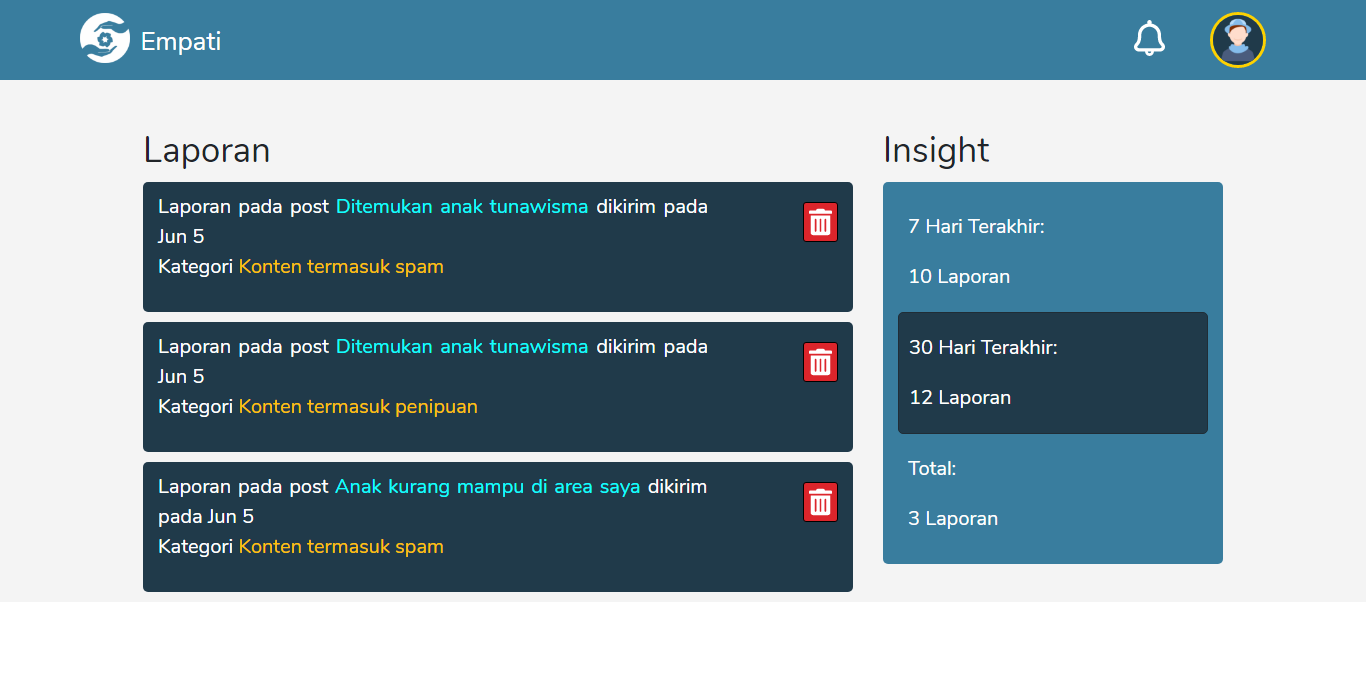 Empati
Laporan
Laporan pada post Ditemukan anak tunawisma dikirim pada
Jun 5
Kategori Konten termasuk spam
Laporan pada post Ditemukan anak tunawisma dikirim pada
Jun 5
Kategori Konten termasuk penipuan
Laporan pada post Anak kurang mampu di area saya dikirim
pada Jun 5
Kategori Konten termasuk spam
Insight
7 Hari Terakhir:
10 Laporan
30 Hari Terakhir:
12 Laporan
Total:
3 Laporan